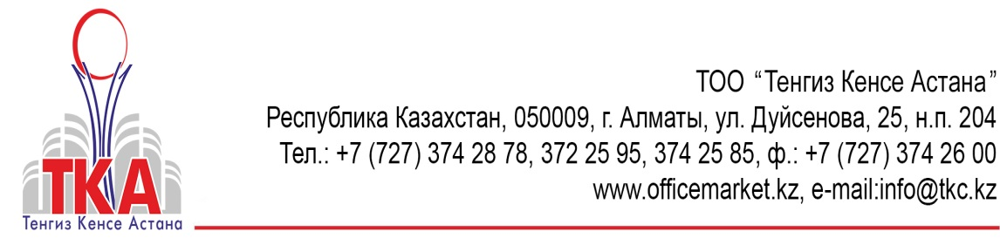 ТКА
Тенгиз Кенсе Астана
ТОО “Тенгиз Кенсе Астана”
Республика Казахстан, 050009, г. Алматы, ул. Дуйсенова, 25, н.п. 204
Тел.: +7 (727) 374 28 78, 372 25 95, 374 25 85, ф.: +7 (727) 374 26 00
www.officemarket.kz, e-mail:info@tkc.kz